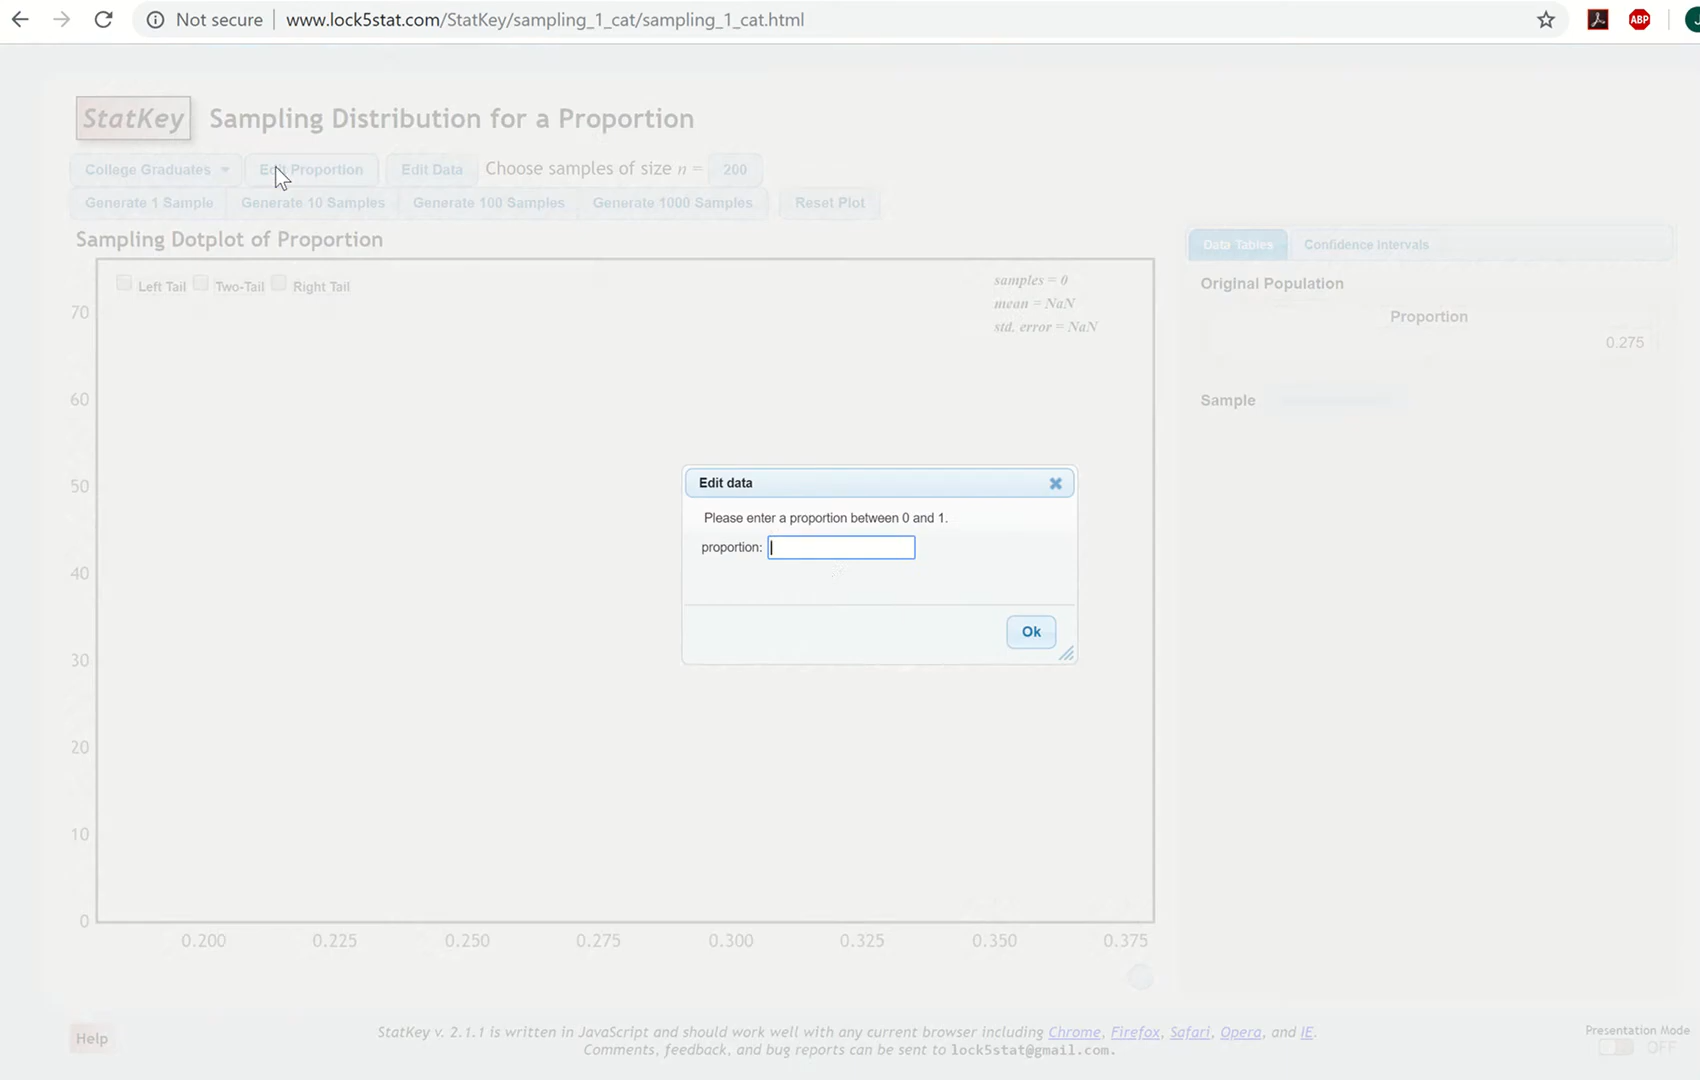 Not secure | www.lock5stat.com/StatKey/sampling_1_cat/sampling_1_cat.html
ABP
StatKey Sampling Distribution for a Proportion
College Graduates Edit Proportion Edit Data Choose samples of size n = 200
Generate 1 Sample Generate 10 Samples Generate 100 Samples Generate 1000 Samples Reset Plot
Sampling Dotplot of Proportion
Left Tail Two-Tail Right Tail
samples = 0
mean = NaN
std. error = NaN
70
60
50
40
30
20
10
0
0.200 0.225 0.250 0.275 0.300 0.325 0.350 0.375
Data Tables Confidence Intervals
Original Population
Proportion
0.275
Sample
Edit data
Please enter a proportion between 0 and 1.
proportion:
Ok
Help
StatKey v. 2.1.1 is written in JavaScript and should work well with any current browser including Chrome, Firefox, Safari, Opera, and IE.
Comments, feedback, and bug reports can be sent to lock5stat@gmail.com.
Presentation Mode
OFF